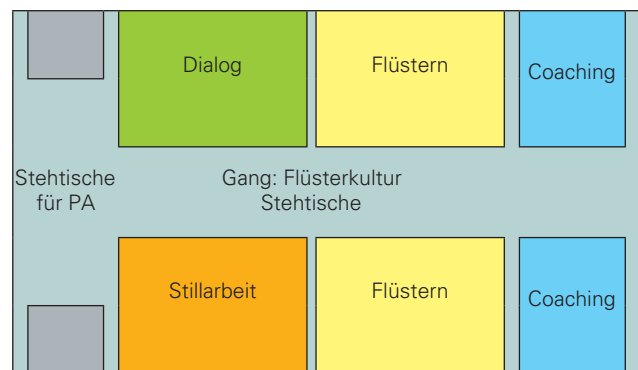 Dialog
Flüstern
Coaching
Stehtische
für PA
Gang: Flüsterkultur
Stehtische
Stillarbeit
Flüstern
Coaching